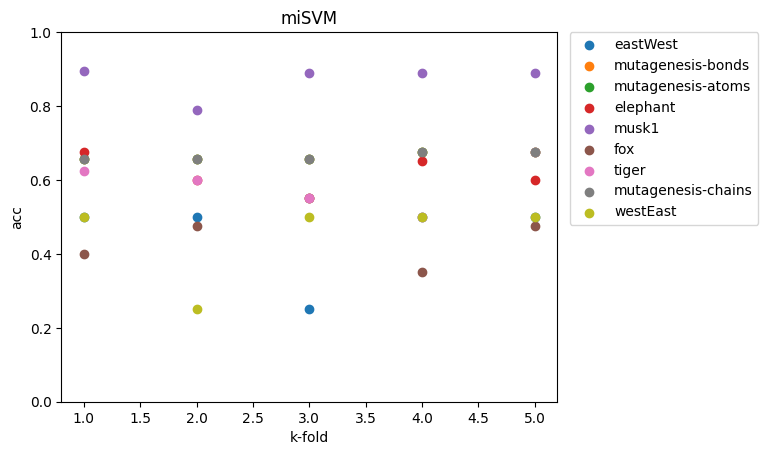 miSVM
1.0
0.8
0.6
0.4
0.2
0.0
acc
1.0 1.5 2.0 2.5 3.0 3.5 4.0 4.5 5.0
k-fold
eastWest
mutagenesis-bonds
mutagenesis-atoms
elephant
musk1
fox
tiger
mutagenesis-chains
westEast